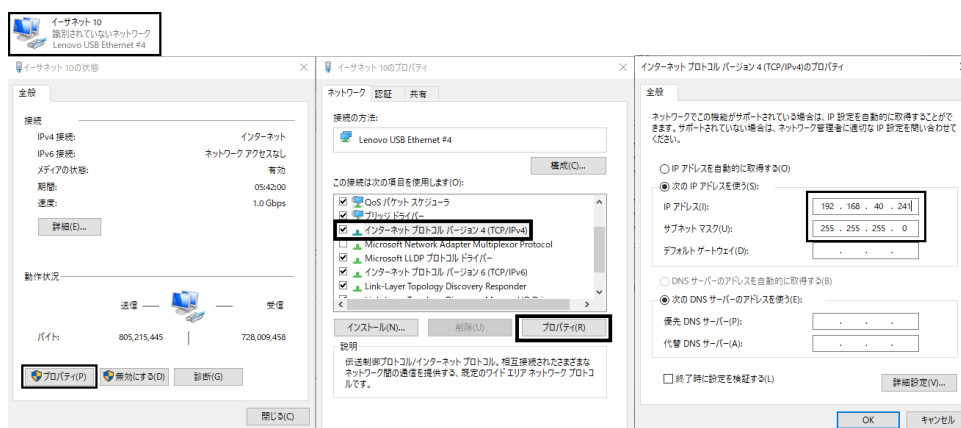 イーサネット 10
識別されていないネットワーク
Lenovo USB Ethernet #4
イーサネット 10の状態
全般
接続
IPv4 接続:
インターネット
IPv6 接続:
ネットワーク アクセスなし
メディアの状態:
有効
期間:
05:42:00
速度:
1.0 Gbps
詳細(E)...
動作状況
送信
受信
バイト:
805,215,445
728,009,458
プロパティ(P)
無効にする(D)
診断(G)
閉じる(C)
イーサネット 10のプロパティ
ネットワーク 認証 共有
接続の方法:
Lenovo USB Ethernet #4
構成(C)...
この接続は次の項目を使用します(O):
QoS パケット スケジューラ
ブリッジ ドライバー
インターネット プロトコル バージョン 4 (TCP/IPv4)
Microsoft Network Adapter Multiplexor Protocol
Microsoft LLDP プロトコル ドライバー
インターネット プロトコル バージョン 6 (TCP/IPv6)
Link-Layer Topology Discovery Responder
インストール(N)...
削除(U)
プロパティ(R)
説明
伝送制御プロトコル/インターネット プロトコル。相互接続されたさまざまな
ネットワーク間の通信を提供する、既定のワイド エリア ネットワーク プロトコ
ルです。
インターネット プロトコル バージョン 4 (TCP/IPv4)のプロパティ
全般
ネットワークでこの機能がサポートされている場合は、IP 設定を自動的に取得することがで
きます。サポートされていない場合は、ネットワーク管理者に適切な IP 設定を問い合わせて
ください。
IP アドレスを自動的に取得する(O)
次の IP アドレスを使う(S):
IP アドレス(I):
192 . 168 . 40 . 241
サブネット マスク(U):
255 . 255 . 255 . 0
デフォルト ゲートウェイ(D):
. . .
DNS サーバーのアドレスを自動的に取得する(B)
次の DNS サーバーのアドレスを使う(E):
優先 DNS サーバー(P):
. . .
代替 DNS サーバー(A):
. . .
終了時に設定を検証する(L)
詳細設定(V)...
OK
キャンセル